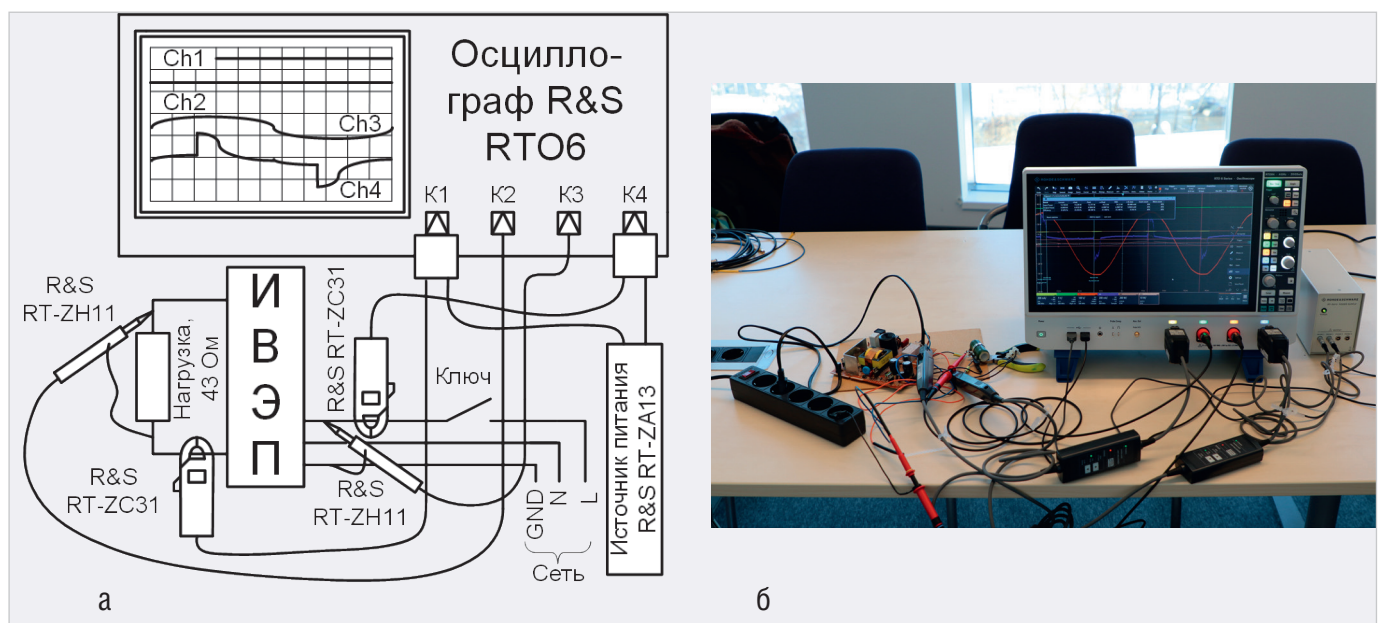 Ch1
Ch2
Ch3
Ch4
Осцилло-
граф R&S
RTO6
К1
К2
К3
К4
R&S
RT-ZH11
Нагрузка,
43 Ом
ИВЭП
R&S RT-ZC31
Ключ
R&S
RT-ZC31
R&S
RT-ZH11
GND
N
L
Сеть
Источник питания
R&S RT-ZA13
а
б